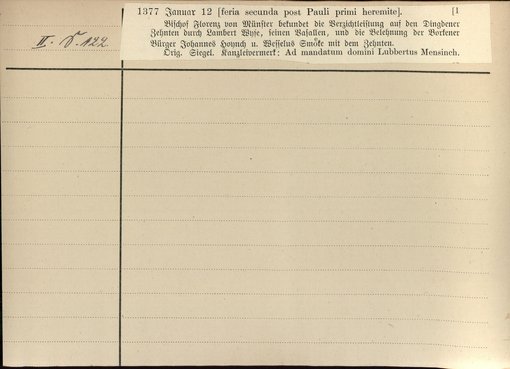 1377 Januar 12 [feria secunda post Pauli primi heremite]. [1
Bischof Florenz von Münster bekundet die Verzichtleistung auf den Dingdener
Zehnten durch Lambert Wyse, seinen Vasallen, und die Belehnung der Borkener
Bürger Johannes Hoynch u. Wesselus Smoͤke mit dem Zehnten.
Orig. Siegel. Kanzleivermerk: Ad mandatum domini Lubbertus Mensinch.
II. 122